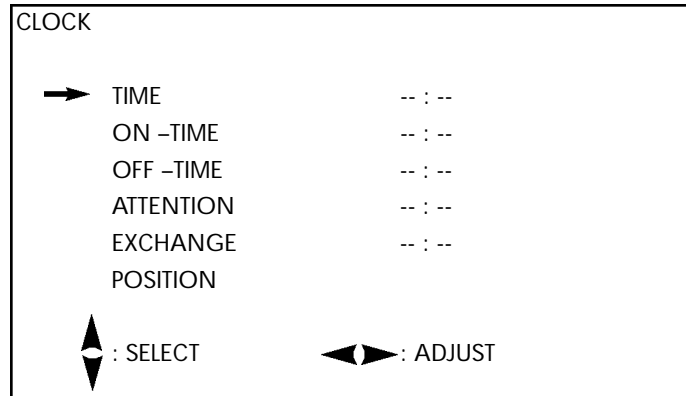 CLOCK
TIME -- : --
ON –TIME -- : --
OFF –TIME -- : --
ATTENTION -- : --
EXCHANGE -- : --
POSITION
: SELECT : ADJUST